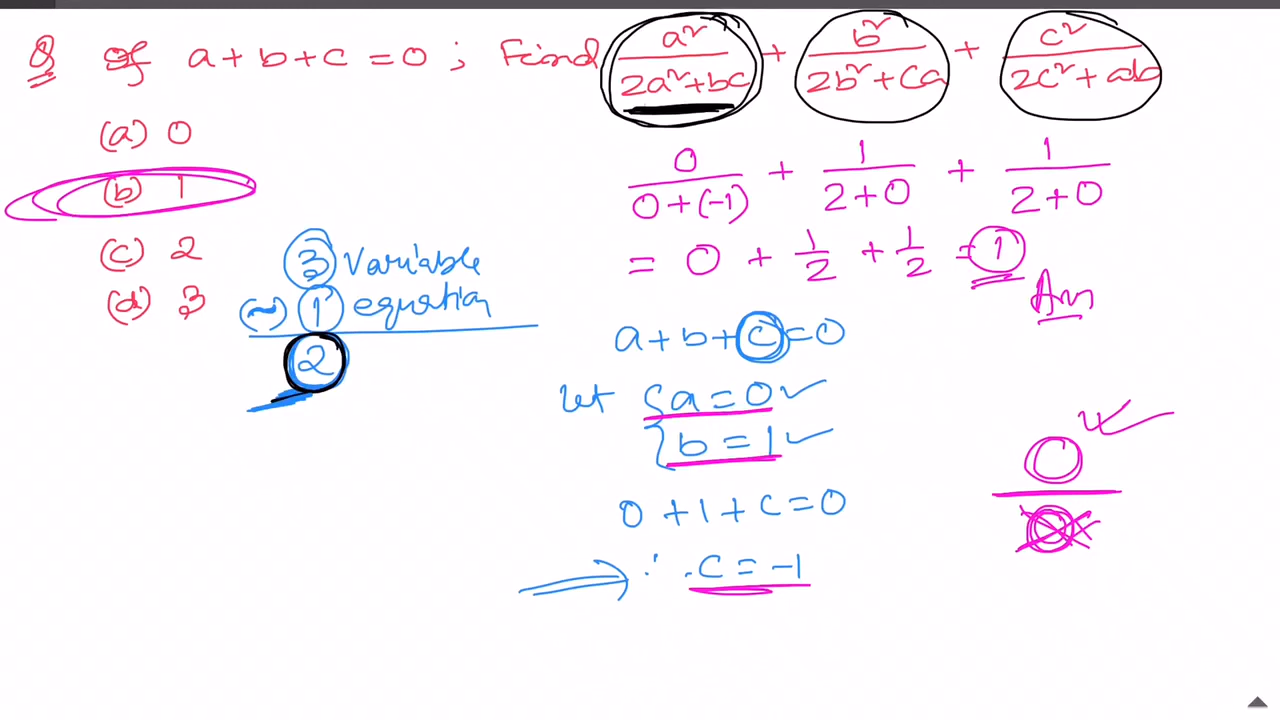 Q If a+b+c=0; Find a²/(2a²+bc) + b²/(2b²+ca) + c²/(2c²+ab)
(a) 0
(b) 1
(c) 2
(d) 3
0/(0+(-1)) + 1/(2+0) + 1/(2+0)
= 0 + 1/2 + 1/2 = 1
Ans
3 Variable
(~) 1 equation
2
a+b+c=0
let { a=0 ✓
{ b=1 ✓
0+1+c=0
∴ c=-1
0/0